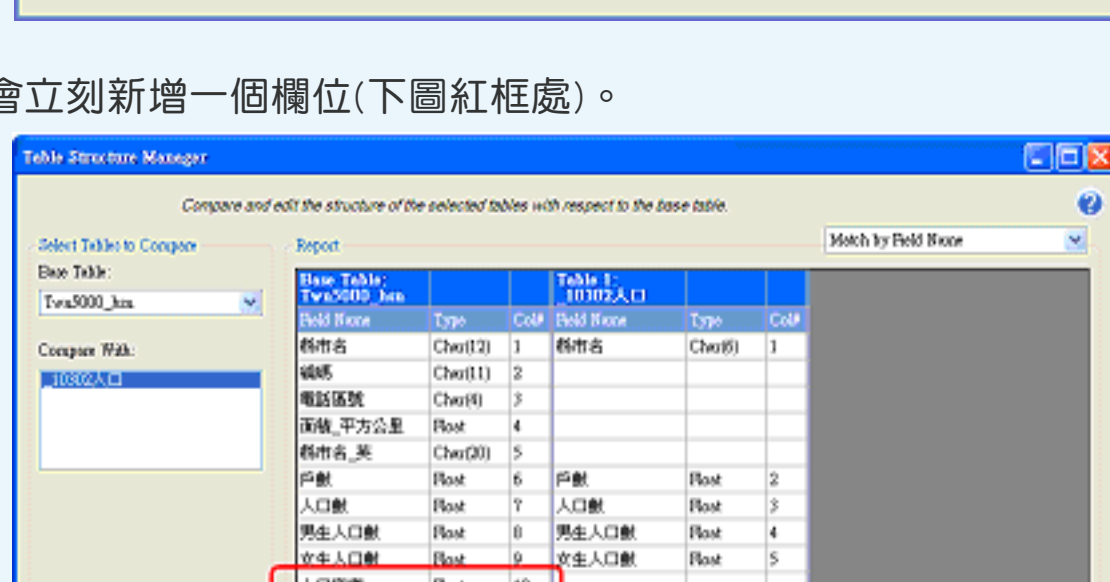 會立刻新增一個欄位(下圖紅框處)。
Table Structure Manager
Compare and edit the structure of the selected tables with respect to the base table.
Match by Field Name
Select Tables to Compare
Base Table:
Twn5000_hsn
Compare With:
_10302人口
Report
Base Table: Twn5000_hsn Table 1: _10302人口
Field Name Type Col# Field Name Type Col#
縣市名 Char(12) 1 縣市名 Char(6) 1
編碼 Char(11) 2
電話區號 Char(4) 3
面積_平方公里 Float 4
縣市名_英 Char(20) 5
戶數 Float 6 戶數 Float 2
人口數 Float 7 人口數 Float 3
男生人口數 Float 8 男生人口數 Float 4
女生人口數 Float 9 女生人口數 Float 5